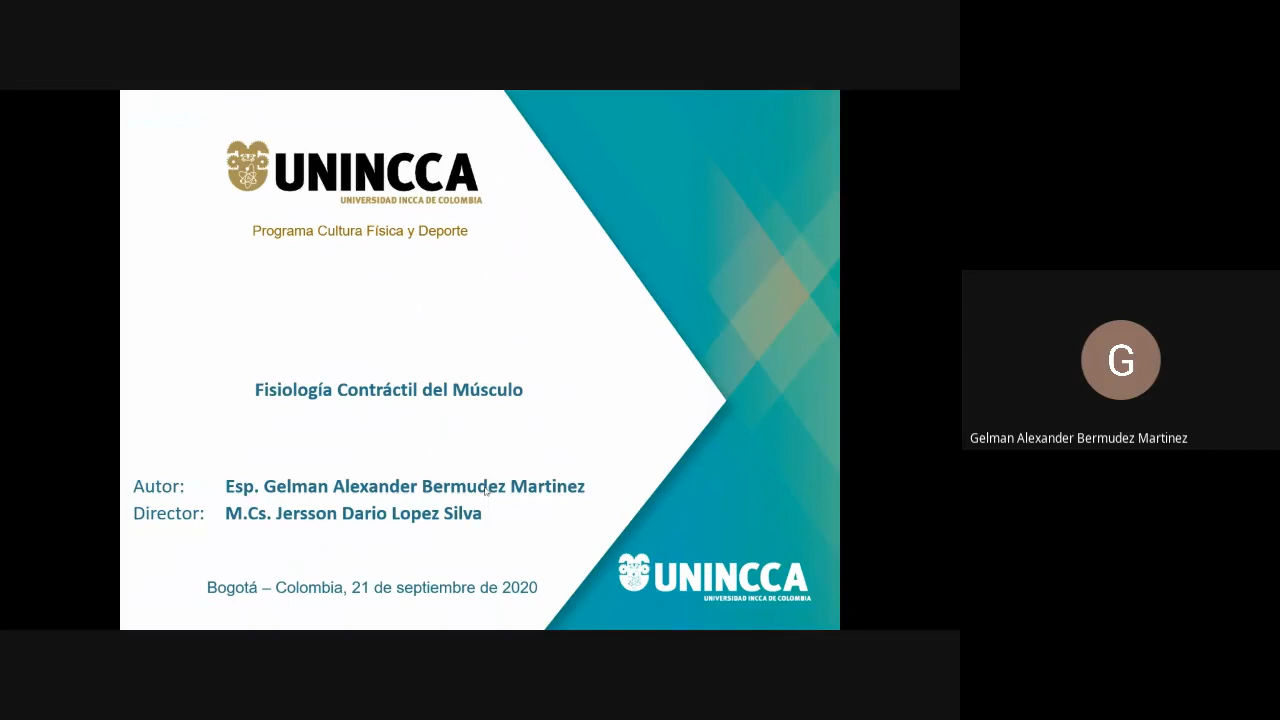 UNINCCA
UNIVERSIDAD INCCA DE COLOMBIA
Programa Cultura Física y Deporte
Fisiología Contráctil del Músculo
Autor: Esp. Gelman Alexander Bermudez Martinez
Director: M.Cs. Jersson Dario Lopez Silva
Bogotá – Colombia, 21 de septiembre de 2020
UNINCCA
UNIVERSIDAD INCCA DE COLOMBIA
G
Gelman Alexander Bermudez Martinez